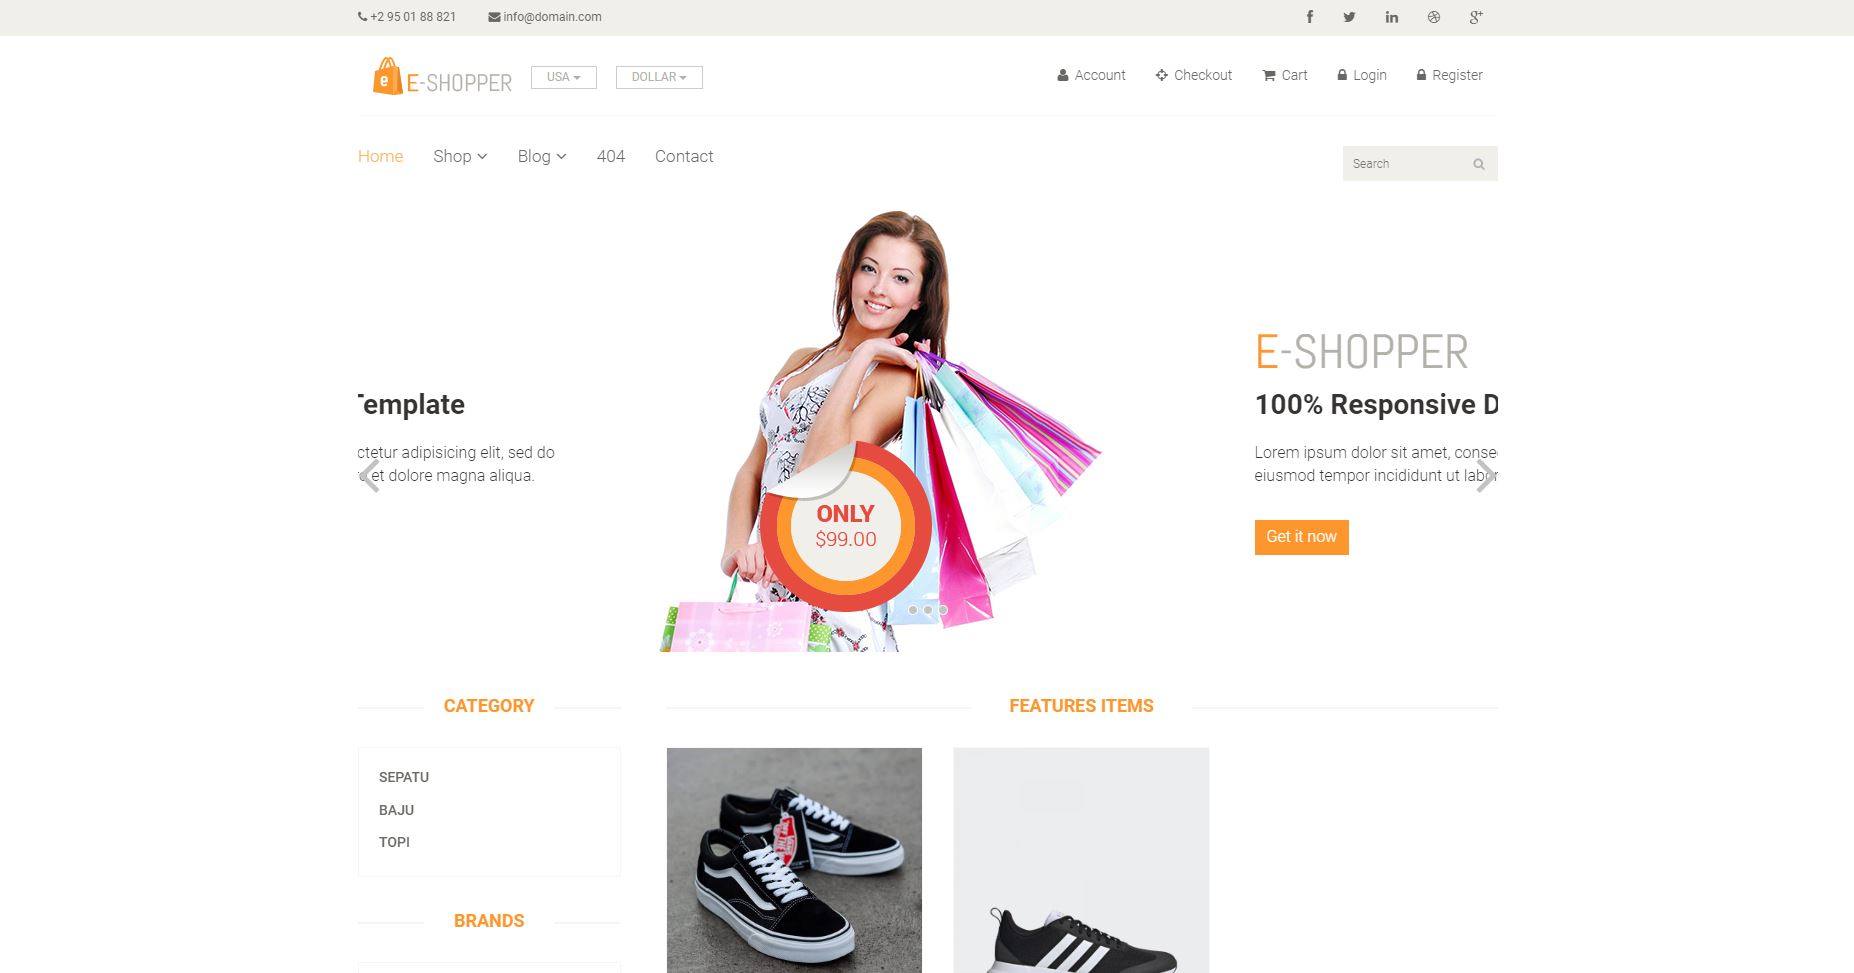 +2 95 01 88 821
info@domain.com
E-SHOPPER
USA
DOLLAR
Account
Checkout
Cart
Login
Register
Home
Shop
Blog
404
Contact
Search
Template
ctetur adipisicing elit, sed do
et dolore magna aliqua.
ONLY
$99.00
E-SHOPPER
100% Responsive D
Lorem ipsum dolor sit amet, conse
eiusmod tempor incididunt ut labor
Get it now
CATEGORY
FEATURES ITEMS
SEPATU
BAJU
TOPI
BRANDS